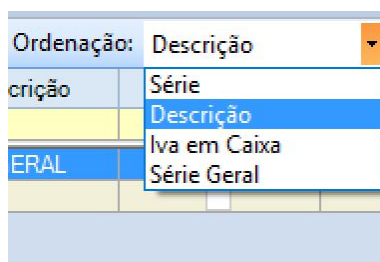 Ordenação: Descrição
crição
Série
Descrição
Iva em Caixa
ERAL
Série Geral